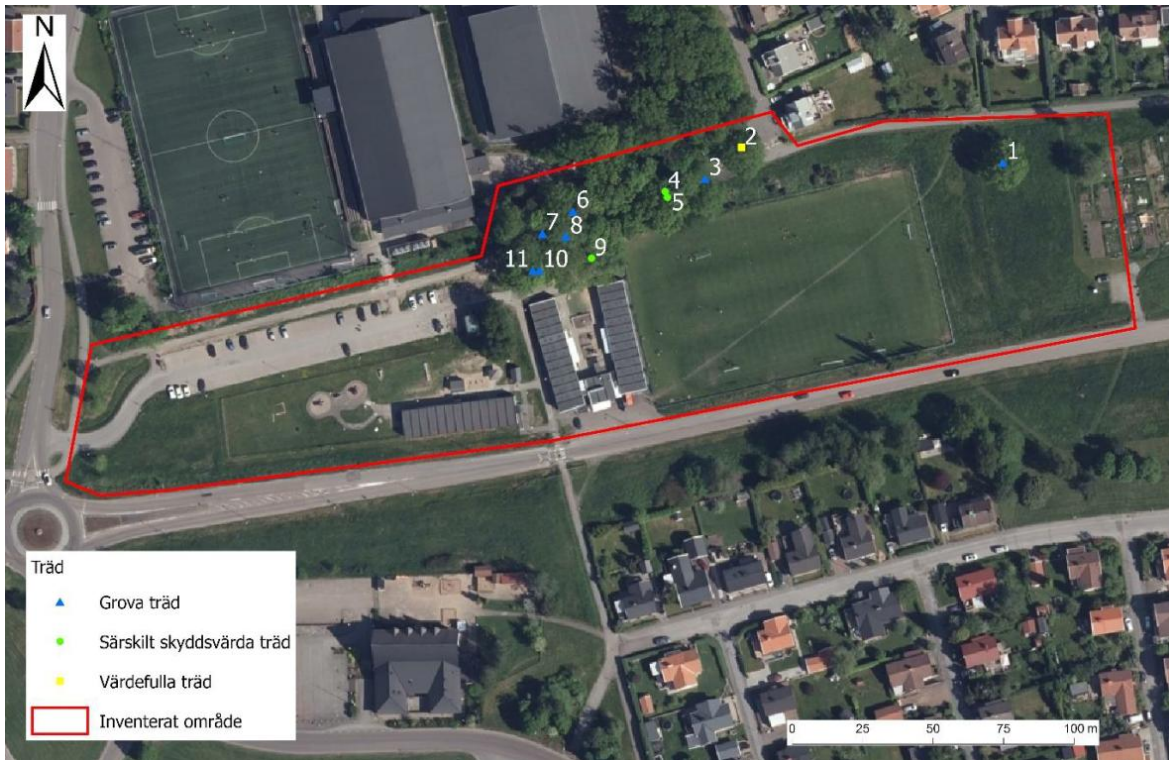 N
1
2
3
4
5
6
7
8
9
11 10
Träd
Grova träd
Särskilt skyddsvärda träd
Värdefulla träd
Inventerat område
0 25 50 75 100 m